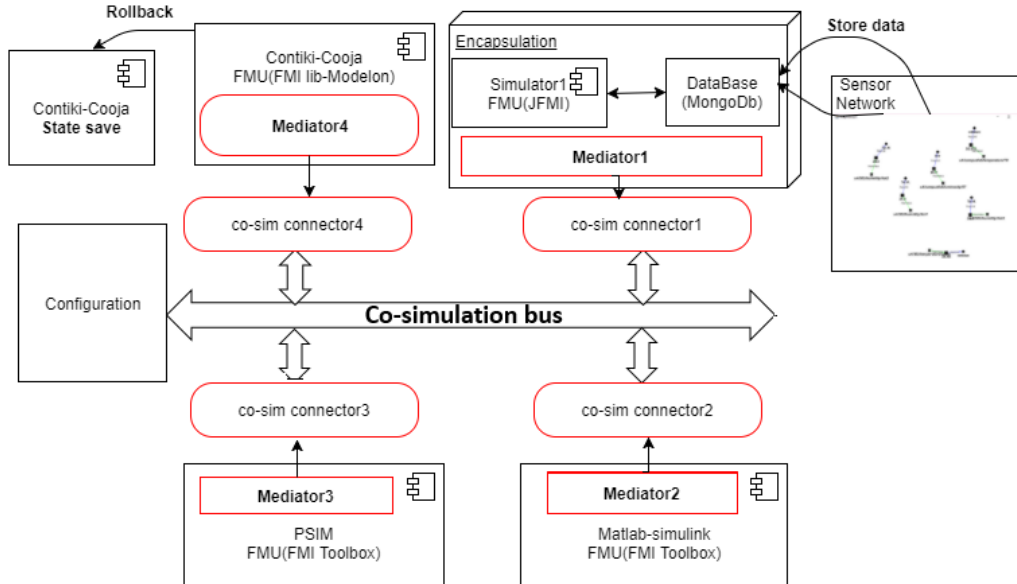 Rollback
Contiki-Cooja
State save
Contiki-Cooja
FMU(FMI lib-Modelon)
Mediator4
Encapsulation
Simulator1
FMU(JFMI)
DataBase
(MongoDb)
Mediator1
Store data
Sensor
Network
co-sim connector4
co-sim connector1
Configuration
Co-simulation bus
co-sim connector3
co-sim connector2
Mediator3
PSIM
FMU(FMI Toolbox)
Mediator2
Matlab-simulink
FMU(FMI Toolbox)